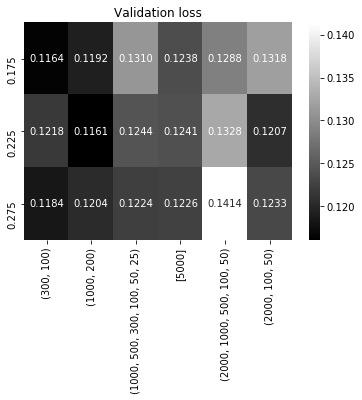 Validation loss
0.175 0.1164 0.1192 0.1310 0.1238 0.1288 0.1318
0.225 0.1218 0.1161 0.1244 0.1241 0.1328 0.1207
0.275 0.1184 0.1204 0.1224 0.1226 0.1414 0.1233
(300, 100)
(1000, 200)
(1000, 500, 300, 100, 50, 25)
[5000]
(2000, 1000, 500, 100, 50)
(2000, 100, 50)
0.140
0.135
0.130
0.125
0.120